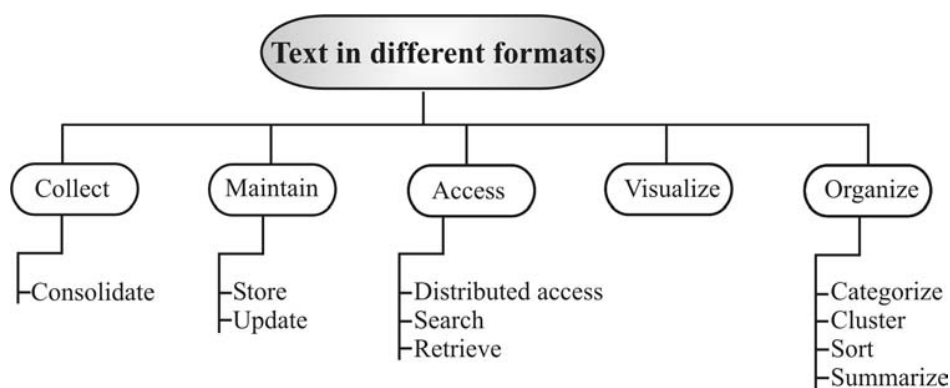 Text in different formats
Collect
Maintain
Access
Visualize
Organize
Consolidate
Store
Update
Distributed access
Search
Retrieve
Categorize
Cluster
Sort
Summarize